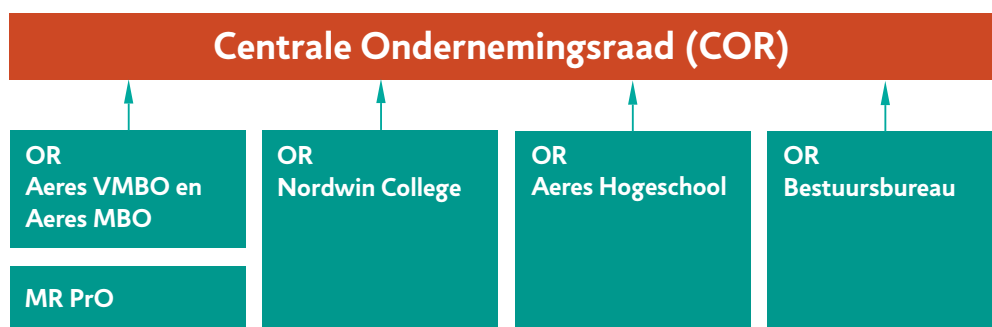 Centrale Ondernemingsraad (COR)
OR
Aeres VMBO en
Aeres MBO
MR PrO
OR
Nordwin College
OR
Aeres Hogeschool
OR
Bestuursbureau